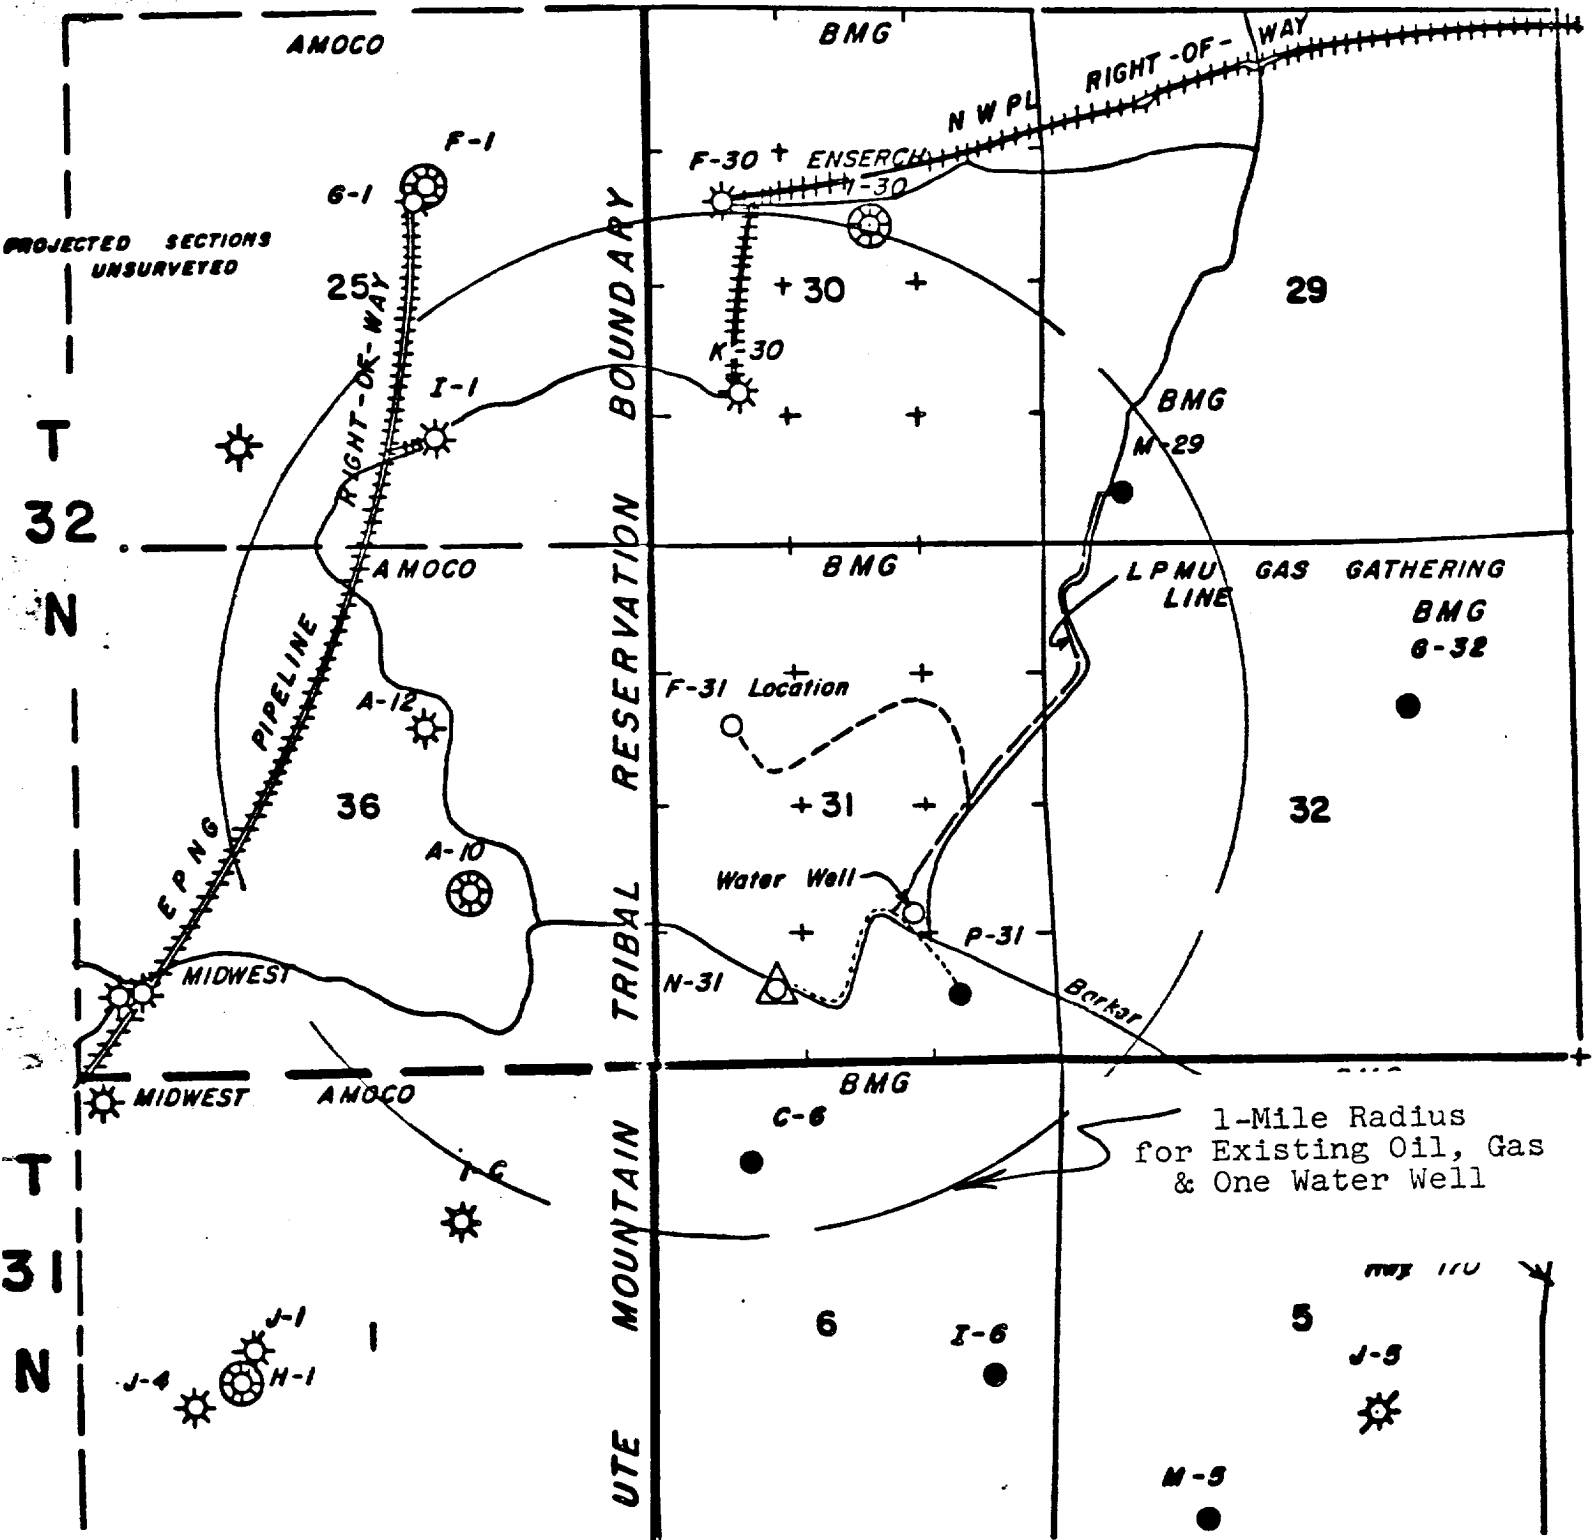 AMOCO
BMG
NWPL RIGHT-OF-WAY
F-1
G-1
F-30
ENSERCH
1-30
PROJECTED SECTIONS
UNSURVEYED
25
30
29
K-30
I-1
BMG
M-29
T
32
N
RIGHT-OF-WAY
PIPELINE
EPNG
UTE MOUNTAIN TRIBAL RESERVATION BOUNDARY
AMOCO
BMG
LPMU GAS GATHERING
LINE
BMG
G-32
F-31 Location
A-12
36
31
32
A-10
Water Well
P-31
N-31
MIDWEST
Barker
MIDWEST
AMOCO
BMG
C-6
1-Mile Radius
for Existing Oil, Gas
& One Water Well
T
31
N
J-1
1
H-1
J-4
6
I-6
5
J-5
M-5